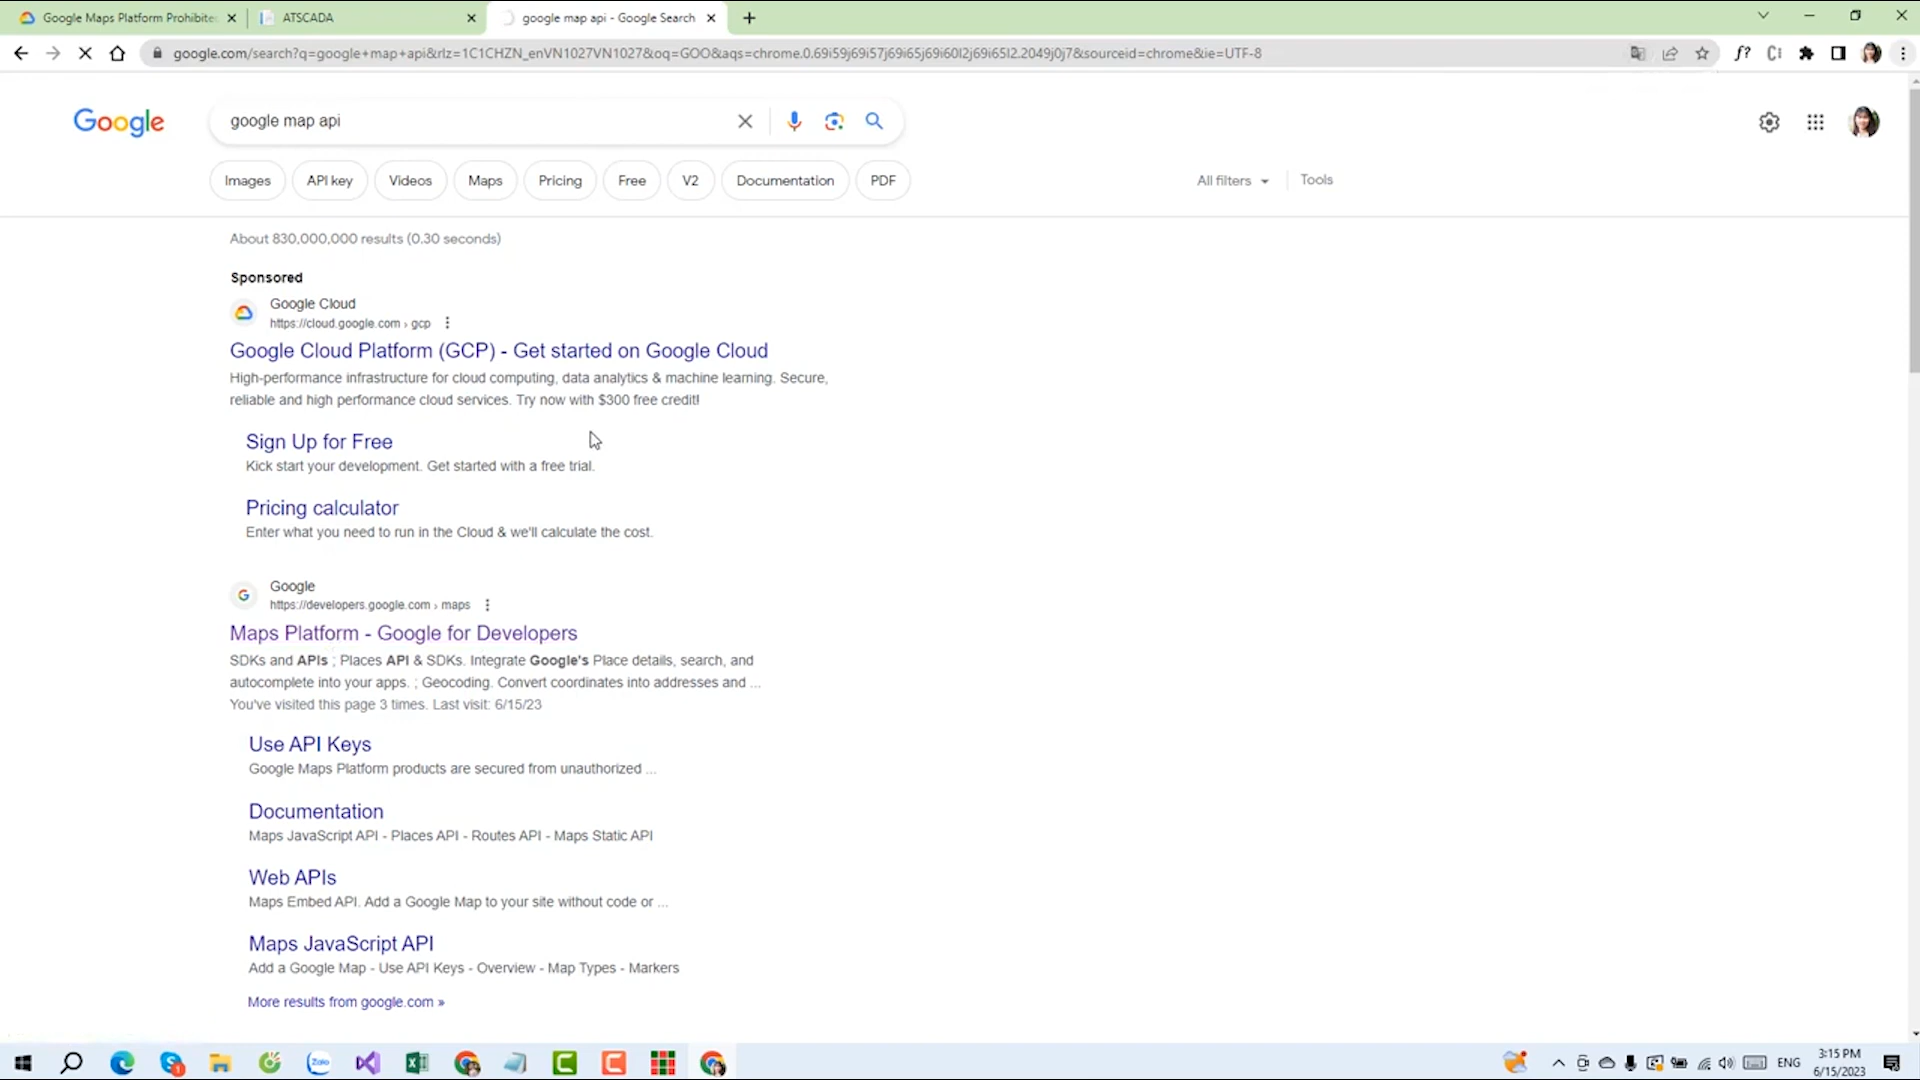 Google Maps Platform Prohibite
ATSCADA
google map api - Google Search
google.com/search?q=google+map+api&rlz=1C1CHZN_enVN1027VN1027&oq=GOO&aqs=chrome.0.69i59j69i57j69i65j69i60l2j69i65l2.2049j0j7&sourceid=chrome&ie=UTF-8
Google
google map api
Images
API key
Videos
Maps
Pricing
Free
V2
Documentation
PDF
All filters
Tools
About 830,000,000 results (0.30 seconds)
Sponsored
Google Cloud
https://cloud.google.com › gcp
Google Cloud Platform (GCP) - Get started on Google Cloud
High-performance infrastructure for cloud computing, data analytics & machine learning. Secure,
reliable and high performance cloud services. Try now with $300 free credit!
Sign Up for Free
Kick start your development. Get started with a free trial.
Pricing calculator
Enter what you need to run in the Cloud & we'll calculate the cost.
Google
https://developers.google.com › maps
Maps Platform - Google for Developers
SDKs and APIs ; Places API & SDKs. Integrate Google's Place details, search, and
autocomplete into your apps. ; Geocoding. Convert coordinates into addresses and ...
You've visited this page 3 times. Last visit: 6/15/23
Use API Keys
Google Maps Platform products are secured from unauthorized ...
Documentation
Maps JavaScript API - Places API - Routes API - Maps Static API
Web APIs
Maps Embed API. Add a Google Map to your site without code or ...
Maps JavaScript API
Add a Google Map - Use API Keys - Overview - Map Types - Markers
More results from google.com »
Zalo
ENG
3:15 PM
6/15/2023